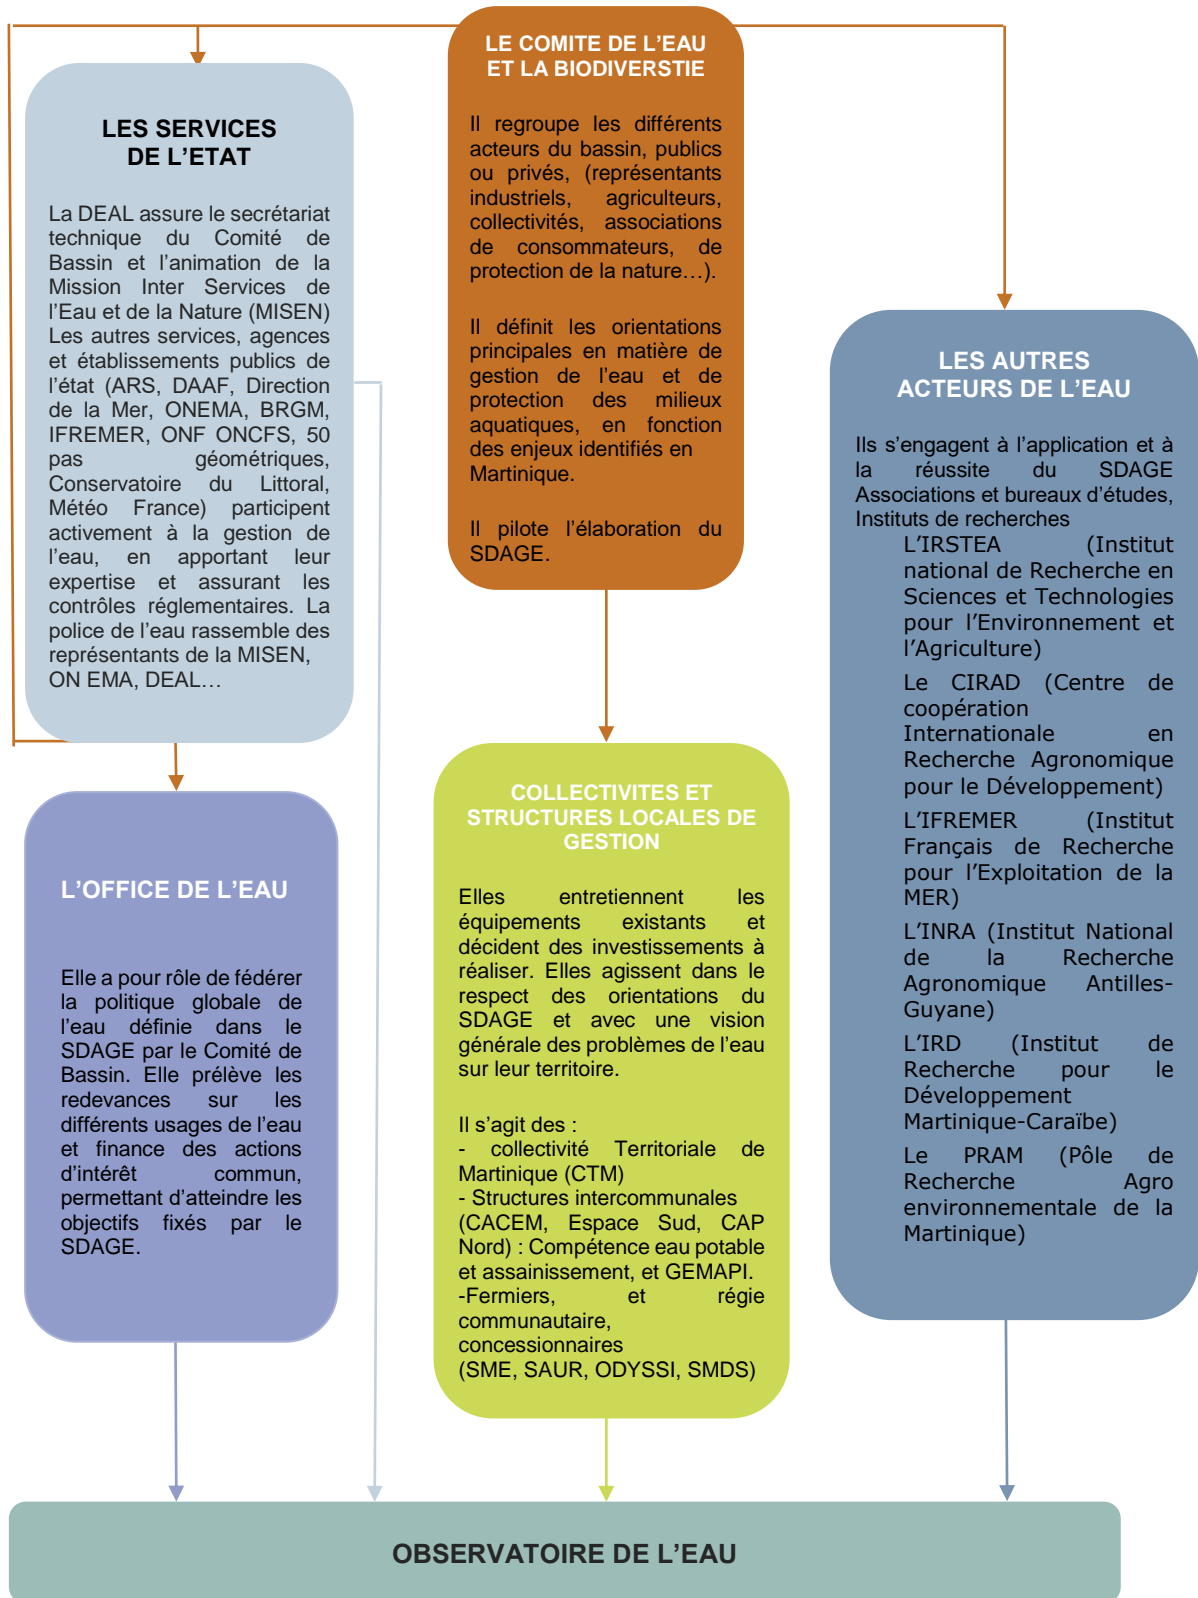 LE COMITE DE L’EAU
ET LA BIODIVERSTIE
Il regroupe les différents
acteurs du bassin, publics
ou privés, (représentants
industriels, agriculteurs,
collectivités, associations
de consommateurs, de
protection de la nature…).
Il définit les orientations
principales en matière de
gestion de l’eau et de
protection des milieux
aquatiques, en fonction
des enjeux identifiés en
Martinique.
Il pilote l’élaboration du
SDAGE.
LES SERVICES
DE L’ETAT
La DEAL assure le secrétariat
technique du Comité de
Bassin et l’animation de la
Mission Inter Services de
l’Eau et de la Nature (MISEN)
Les autres services, agences
et établissements publics de
l’état (ARS, DAAF, Direction
de la Mer, ONEMA, BRGM,
IFREMER, ONF ONCFS, 50
pas géométriques,
Conservatoire du Littoral,
Météo France) participent
activement à la gestion de
l’eau, en apportant leur
expertise et assurant les
contrôles réglementaires. La
police de l’eau rassemble des
représentants de la MISEN,
ON EMA, DEAL…
LES AUTRES
ACTEURS DE L’EAU
Ils s’engagent à l’application et à
la réussite du SDAGE
Associations et bureaux d’études,
Instituts de recherches
L’IRSTEA (Institut
national de Recherche en
Sciences et Technologies
pour l’Environnement et
l’Agriculture)
Le CIRAD (Centre de
coopération
Internationale en
Recherche Agronomique
pour le Développement)
L’IFREMER (Institut
Français de Recherche
pour l’Exploitation de la
MER)
L’INRA (Institut National
de la Recherche
Agronomique Antilles-
Guyane)
L’IRD (Institut de
Recherche pour le
Développement
Martinique-Caraïbe)
Le PRAM (Pôle de
Recherche Agro
environnementale de la
Martinique)
L’OFFICE DE L’EAU
Elle a pour rôle de fédérer
la politique globale de
l’eau définie dans le
SDAGE par le Comité de
Bassin. Elle prélève les
redevances sur les
différents usages de l’eau
et finance des actions
d’intérêt commun,
permettant d’atteindre les
objectifs fixés par le
SDAGE.
COLLECTIVITES ET
STRUCTURES LOCALES DE
GESTION
Elles entretiennent les
équipements existants et
décident des investissements à
réaliser. Elles agissent dans le
respect des orientations du
SDAGE et avec une vision
générale des problèmes de l’eau
sur leur territoire.
Il s’agit des :
- collectivité Territoriale de
Martinique (CTM)
- Structures intercommunales
(CACEM, Espace Sud, CAP
Nord) : Compétence eau potable
et assainissement, et GEMAPI.
-Fermiers, et régie
communautaire,
concessionnaires
(SME, SAUR, ODYSSI, SMDS)
OBSERVATOIRE DE L’EAU